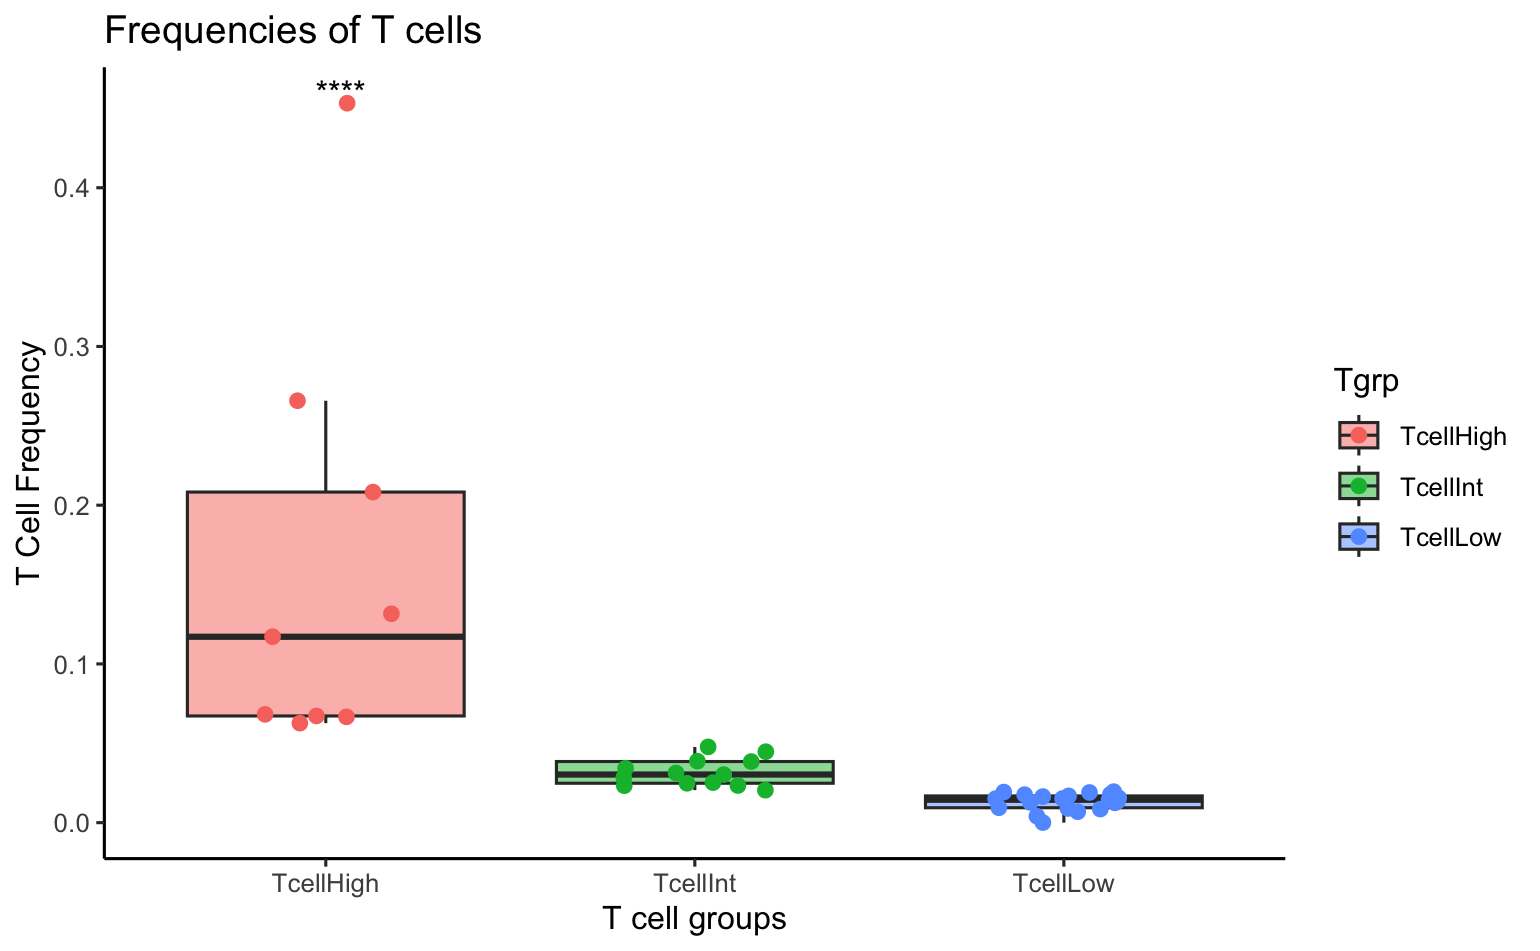 Frequencies of T cells
****
T Cell Frequency
0.4
0.3
0.2
0.1
0.0
TcellHigh
TcellInt
TcellLow
T cell groups
Tgrp
TcellHigh
TcellInt
TcellLow